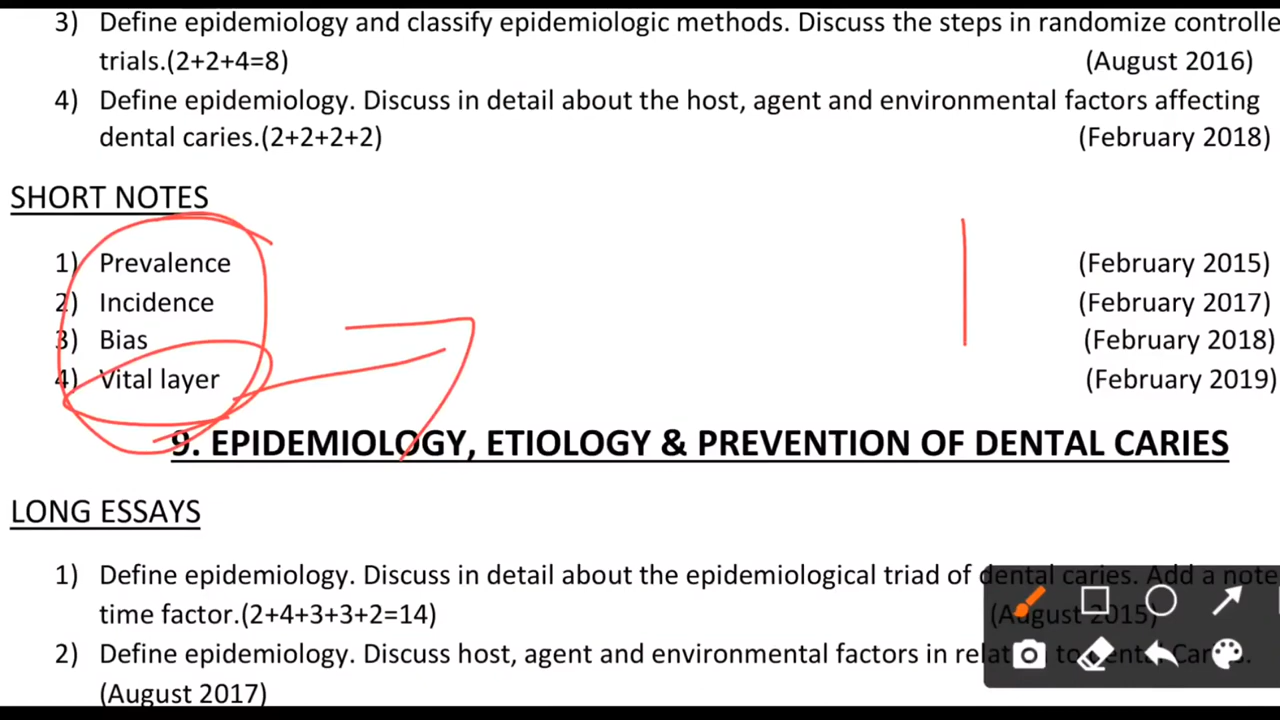 3) Define epidemiology and classify epidemiologic methods. Discuss the steps in randomize controlle
trials.(2+2+4=8) (August 2016)
4) Define epidemiology. Discuss in detail about the host, agent and environmental factors affecting
dental caries.(2+2+2+2) (February 2018)
SHORT NOTES
1) Prevalence (February 2015)
2) Incidence (February 2017)
3) Bias (February 2018)
4) Vital layer (February 2019)
9. EPIDEMIOLOGY, ETIOLOGY & PREVENTION OF DENTAL CARIES
LONG ESSAYS
1) Define epidemiology. Discuss in detail about the epidemiological triad of dental caries. Add a note
time factor.(2+4+3+3+2=14) (August 2015)
2) Define epidemiology. Discuss host, agent and environmental factors in relation to Dental Caries.
(August 2017)